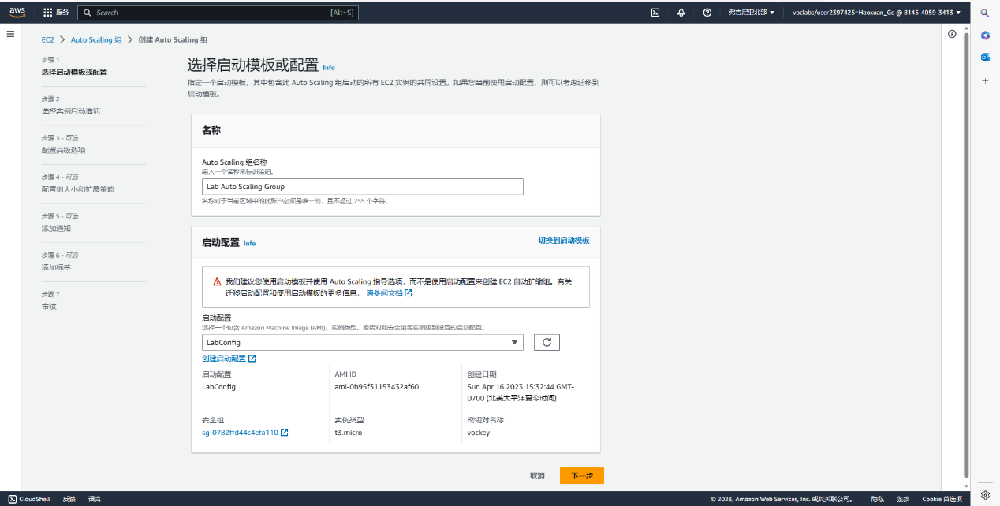 aws
服务
Search
[Alt+S]
弗吉尼亚北部
voclabs/user2397425=Haoxuan_Ge @ 8145-4059-3413
EC2 > Auto Scaling 组 > 创建 Auto Scaling 组
步骤 1
选择启动模板或配置
步骤 2
选择实例启动选项
步骤 3 - 可选
配置高级选项
步骤 4 - 可选
配置组大小和扩展策略
步骤 5 - 可选
添加通知
步骤 6 - 可选
添加标签
步骤 7
审核
选择启动模板或配置 Info
指定一个启动模板，其中包含此 Auto Scaling 组启动的所有 EC2 实例的共同设置。如果您当前使用启动配置，则可以考虑迁移到
启动模板。
名称
Auto Scaling 组名称
输入一个名称来标识该组。
Lab Auto Scaling Group
名称对于当前区域中的此账户必须是唯一的，且不超过 255 个字符。
启动配置 Info
切换到启动模板
我们建议您使用启动模板并使用 Auto Scaling 指导选项，而不是使用启动配置来创建 EC2 自动扩缩组。有关
迁移启动配置和使用启动模板的更多信息，请参阅文档
启动配置
选择一个包含 Amazon Machine Image (AMI)、实例类型、密钥对和安全组等实例级别设置的启动配置。
LabConfig
创建启动配置
启动配置
LabConfig
AMI ID
ami-0b95f31153432af60
创建日期
Sun Apr 16 2023 15:32:44 GMT-
0700 (北美太平洋夏令时间)
安全组
sg-0782ffd44c4efa110
实例类型
t3.micro
密钥对名称
vockey
取消
下一步
CloudShell
反馈
语言
© 2023, Amazon Web Services, Inc. 或其关联公司。
隐私
条款
Cookie 首选项